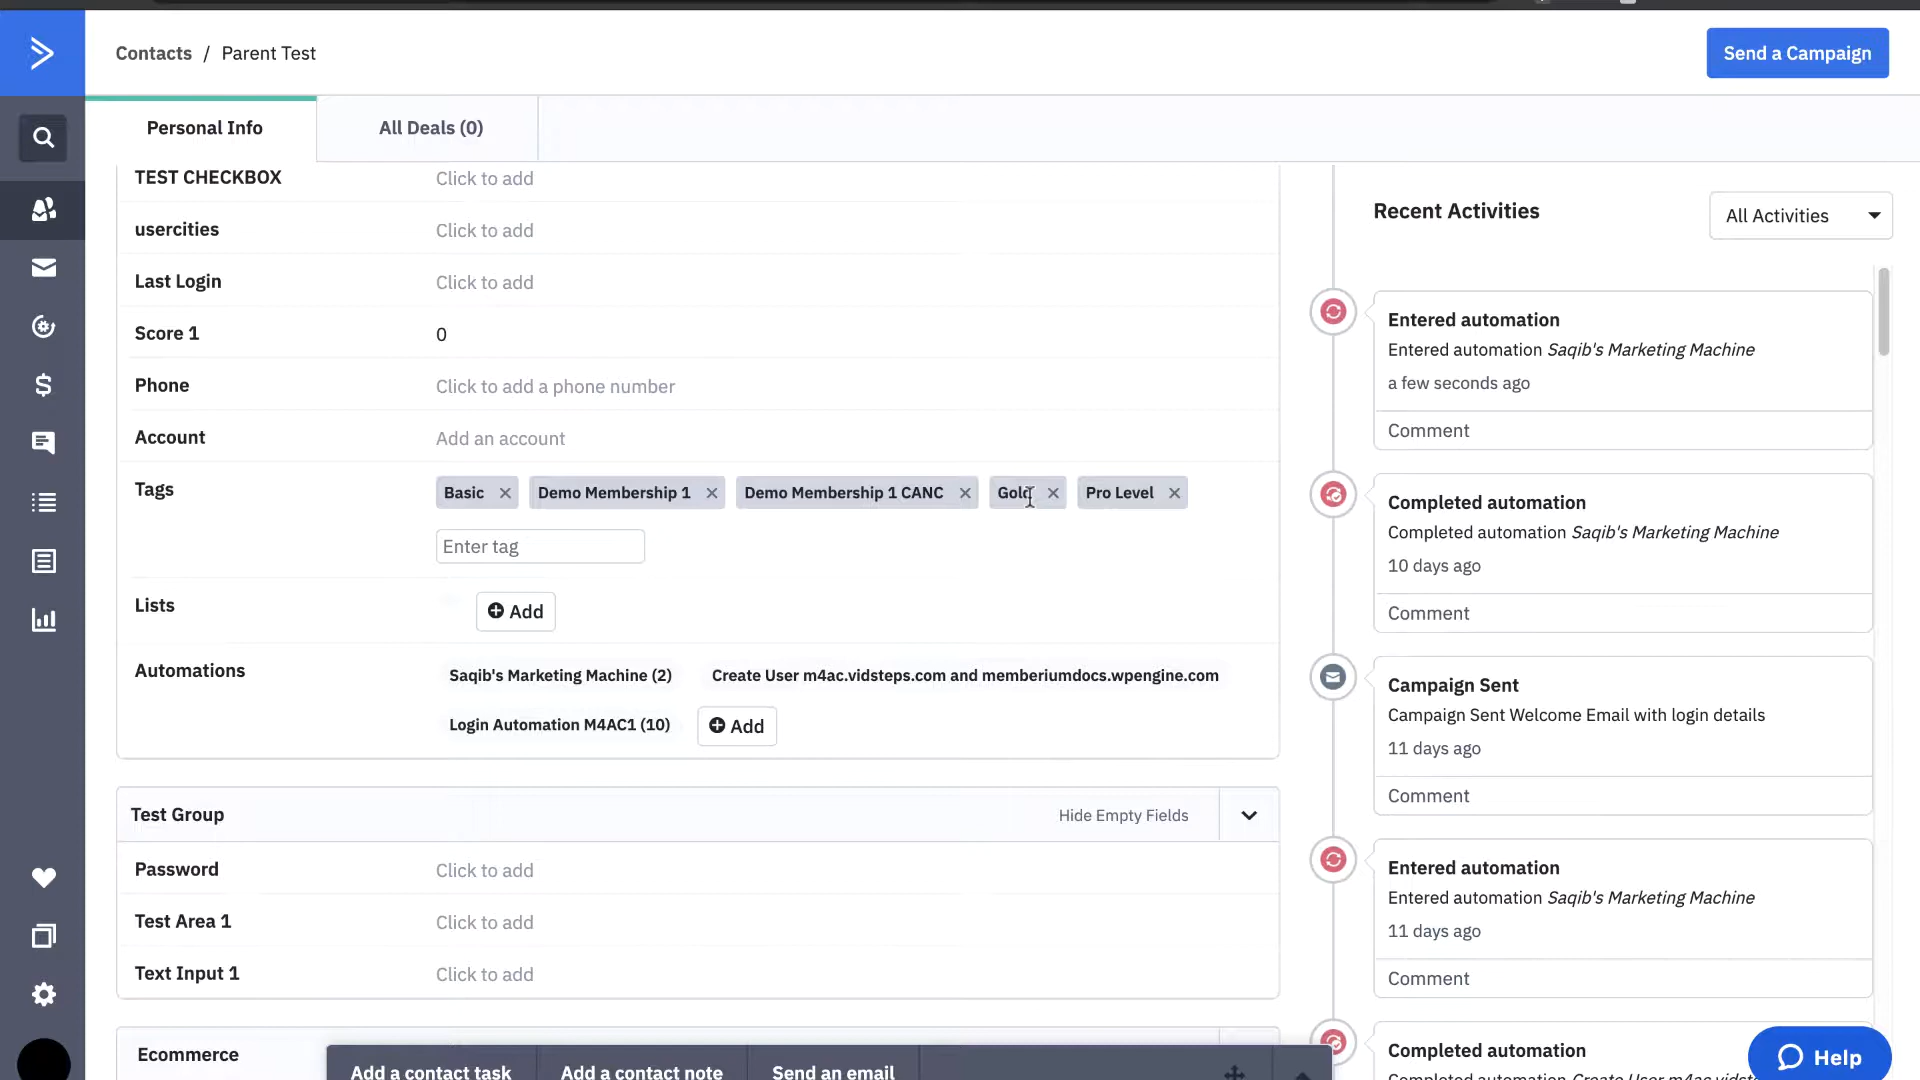 Contacts / Parent Test
Send a Campaign
Personal Info
All Deals (0)
TEST CHECKBOX Click to add
usercities Click to add
Last Login Click to add
Score 1 0
Phone Click to add a phone number
Account Add an account
Tags Basic Demo Membership 1 Demo Membership 1 CANC Gold Pro Level
Enter tag
Lists Add
Automations Saqib's Marketing Machine (2) Create User m4ac.vidsteps.com and memberiumdocs.wpengine.com
Login Automation M4AC1 (10) Add
Test Group Hide Empty Fields
Password Click to add
Test Area 1 Click to add
Text Input 1 Click to add
Ecommerce
Add a contact task Add a contact note Send an email
Recent Activities All Activities
Entered automation
Entered automation Saqib's Marketing Machine
a few seconds ago
Comment
Completed automation
Completed automation Saqib's Marketing Machine
10 days ago
Comment
Campaign Sent
Campaign Sent Welcome Email with login details
11 days ago
Comment
Entered automation
Entered automation Saqib's Marketing Machine
11 days ago
Comment
Completed automation
Completed automation Create User m4ac.vidst
Help